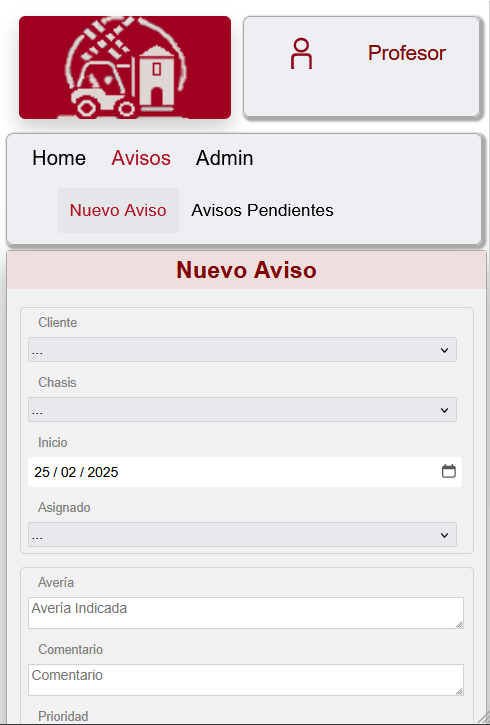 Profesor
Home Avisos Admin
Nuevo Aviso Avisos Pendientes
Nuevo Aviso
Cliente
...
Chasis
...
Inicio
25 / 02 / 2025
Asignado
...
Avería
Avería Indicada
Comentario
Comentario
Prioridad